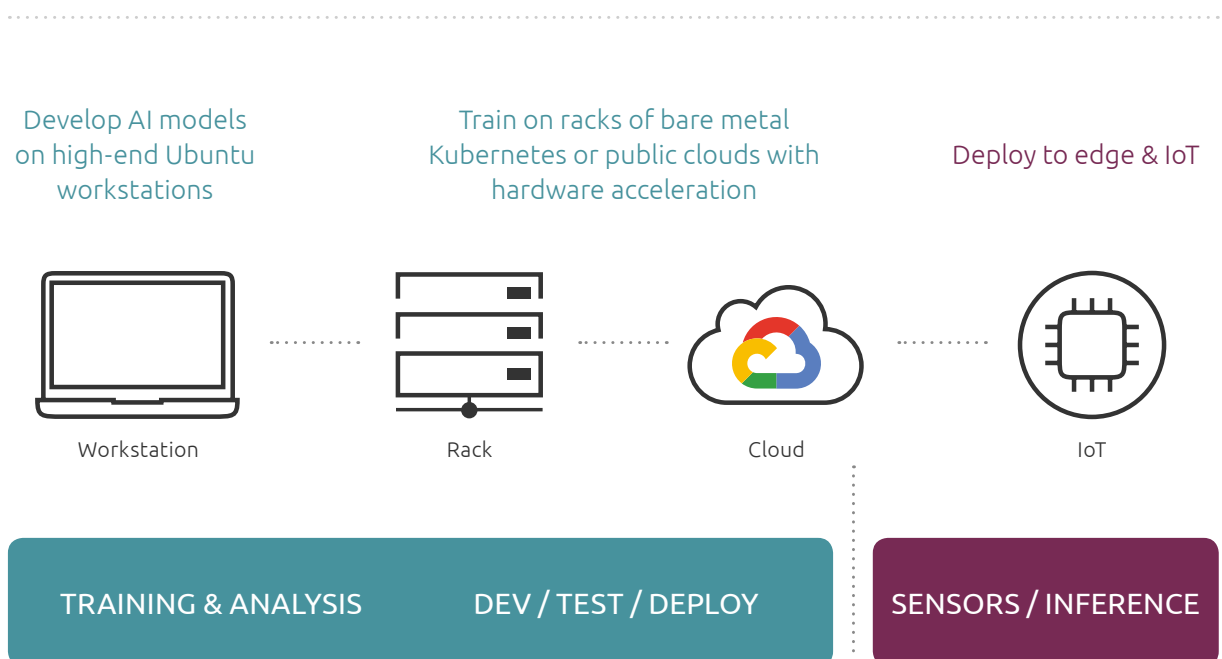 Develop AI models
on high-end Ubuntu
workstations
Train on racks of bare metal
Kubernetes or public clouds with
hardware acceleration
Deploy to edge & IoT
Workstation
Rack
Cloud
IoT
TRAINING & ANALYSIS
DEV / TEST / DEPLOY
SENSORS / INFERENCE